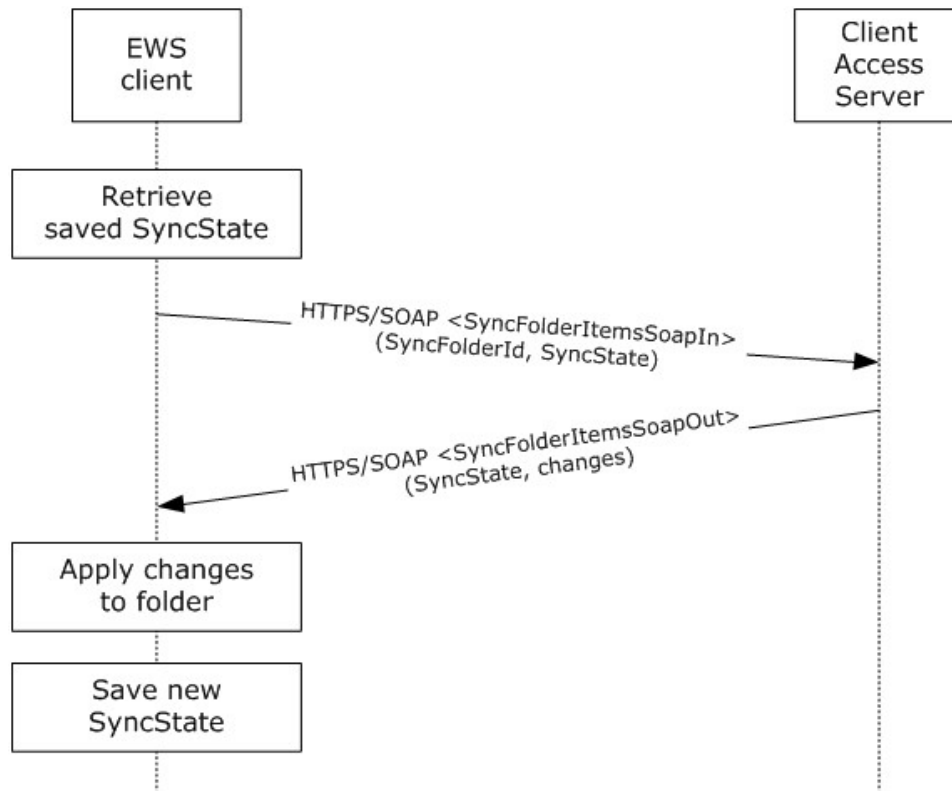 EWS
client
Client
Access
Server
Retrieve
saved SyncState
HTTPS/SOAP <SyncFolderItemsSoapIn>
(SyncFolderId, SyncState)
HTTPS/SOAP <SyncFolderItemsSoapOut>
(SyncState, changes)
Apply changes
to folder
Save new
SyncState